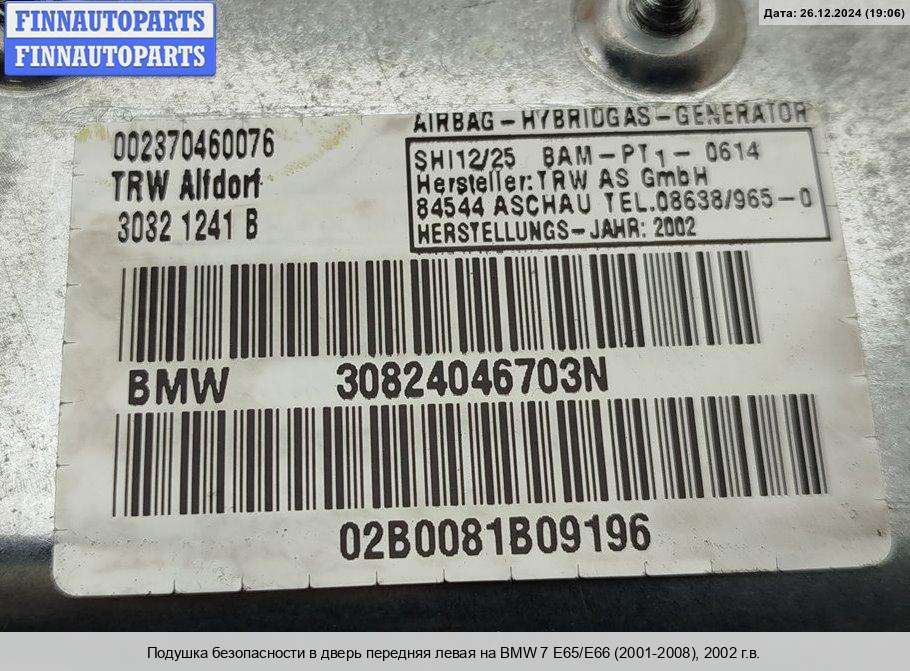 FINNAUTOPARTS
FINNAUTOPARTS
Дата: 26.12.2024 (19:06)
002370460076
TRW Alfdorf
3032 1241 B
AIRBAG-HYBRIDGAS-GENERATOR
SHI12/25 BAM-PT1-0614
Hersteller: TRW AS GmbH
84544 ASCHAU TEL.08638/965-0
HERSTELLUNGS-JAHR: 2002
BMW 30824046703N
02B0081B09196
Подушка безопасности в дверь передняя левая на BMW 7 E65/E66 (2001-2008), 2002 г.в.